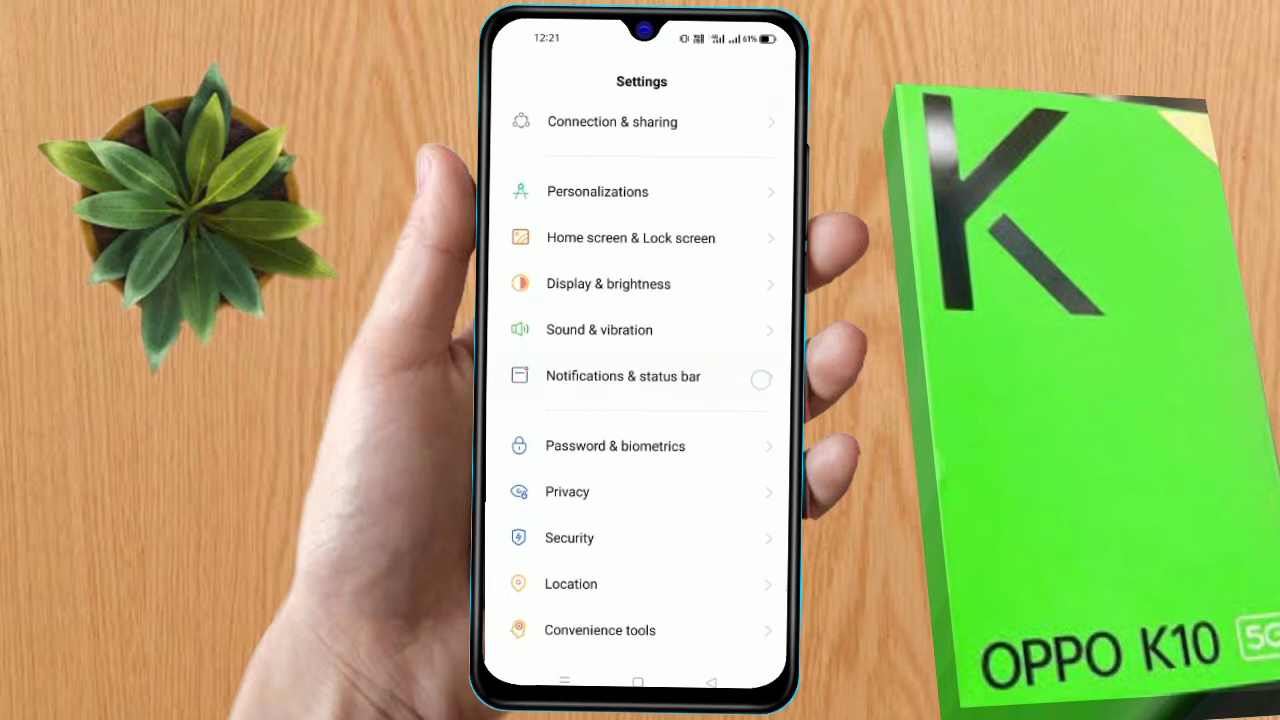 12:21
61%
Settings
Connection & sharing
Personalizations
Home screen & Lock screen
Display & brightness
Sound & vibration
Notifications & status bar
Password & biometrics
Privacy
Security
Location
Convenience tools
K
OPPO K10 5G